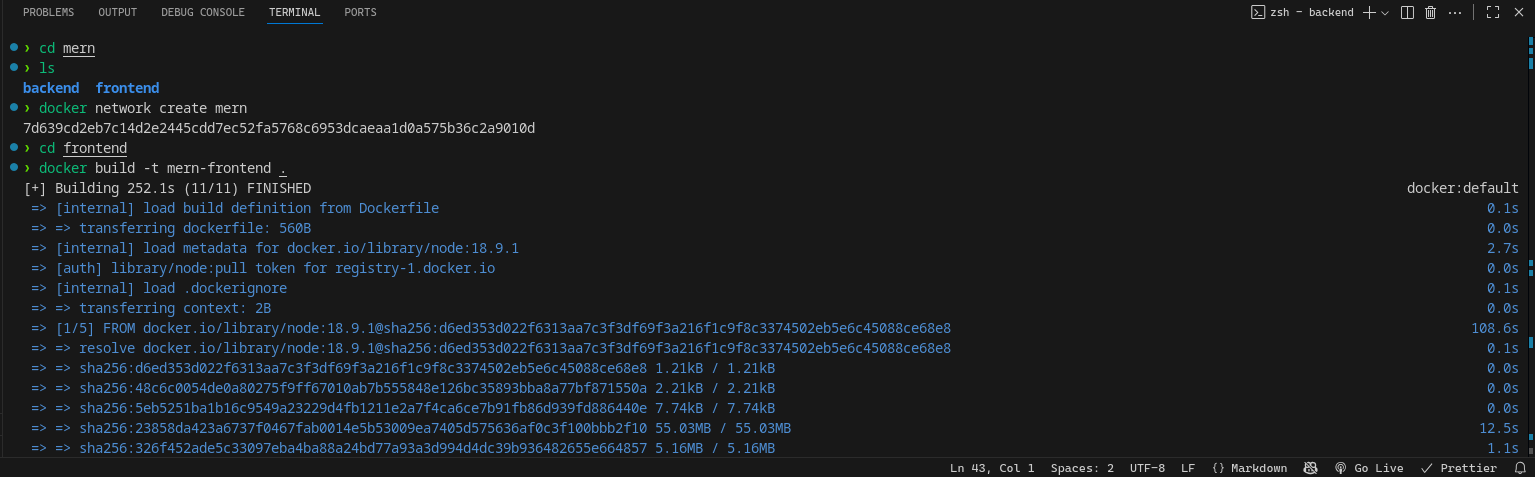 PROBLEMS OUTPUT DEBUG CONSOLE TERMINAL PORTS zsh - backend
› cd mern
› ls
backend frontend
› docker network create mern
7d639cd2eb7c14d2e2445cdd7ec52fa5768c6953dcaeaa1d0a575b36c2a9010d
› cd frontend
› docker build -t mern-frontend .
[+] Building 252.1s (11/11) FINISHED docker:default
=> [internal] load build definition from Dockerfile 0.1s
=> => transferring dockerfile: 560B 0.0s
=> [internal] load metadata for docker.io/library/node:18.9.1 2.7s
=> [auth] library/node:pull token for registry-1.docker.io 0.0s
=> [internal] load .dockerignore 0.1s
=> => transferring context: 2B 0.0s
=> [1/5] FROM docker.io/library/node:18.9.1@sha256:d6ed353d022f6313aa7c3f3df69f3a216f1c9f8c3374502eb5e6c45088ce68e8 108.6s
=> => resolve docker.io/library/node:18.9.1@sha256:d6ed353d022f6313aa7c3f3df69f3a216f1c9f8c3374502eb5e6c45088ce68e8 0.1s
=> => sha256:d6ed353d022f6313aa7c3f3df69f3a216f1c9f8c3374502eb5e6c45088ce68e8 1.21kB / 1.21kB 0.0s
=> => sha256:48c6c0054de0a80275f9ff67010ab7b555848e126bc35893bba8a77bf871550a 2.21kB / 2.21kB 0.0s
=> => sha256:5eb5251ba1b16c9549a23229d4fb1211e2a7f4ca6ce7b91fb86d939fd886440e 7.74kB / 7.74kB 0.0s
=> => sha256:23858da423a6737f0467fab0014e5b53009ea7405d575636af0c3f100bbb2f10 55.03MB / 55.03MB 12.5s
=> => sha256:326f452ade5c33097eba4ba88a24bd77a93a3d994d4dc39b936482655e664857 5.16MB / 5.16MB 1.1s
Ln 43, Col 1 Spaces: 2 UTF-8 LF {} Markdown Go Live Prettier